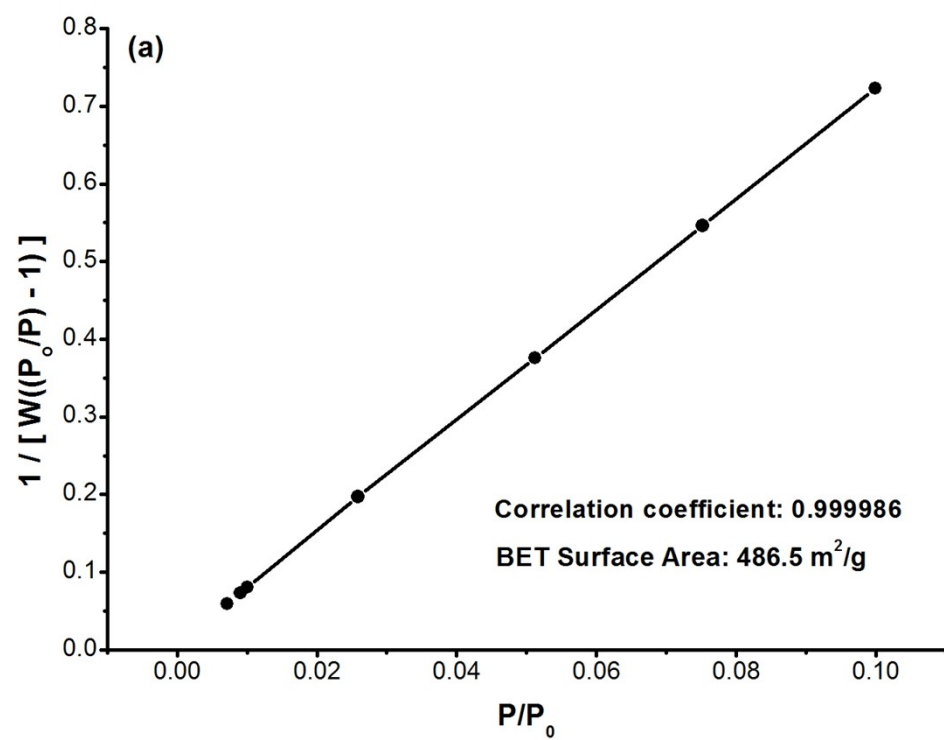 (a)
0.8
0.7
0.6
0.5
0.4
0.3
0.2
0.1
0.0
1 / [ W((Pₒ/P) - 1) ]
Correlation coefficient: 0.999986
BET Surface Area: 486.5 m²/g
0.00 0.02 0.04 0.06 0.08 0.10
P/P₀